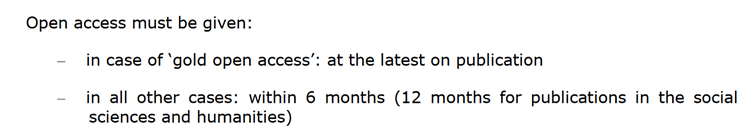 Open access must be given:
– in case of ‘gold open access’: at the latest on publication
– in all other cases: within 6 months (12 months for publications in the social
sciences and humanities)